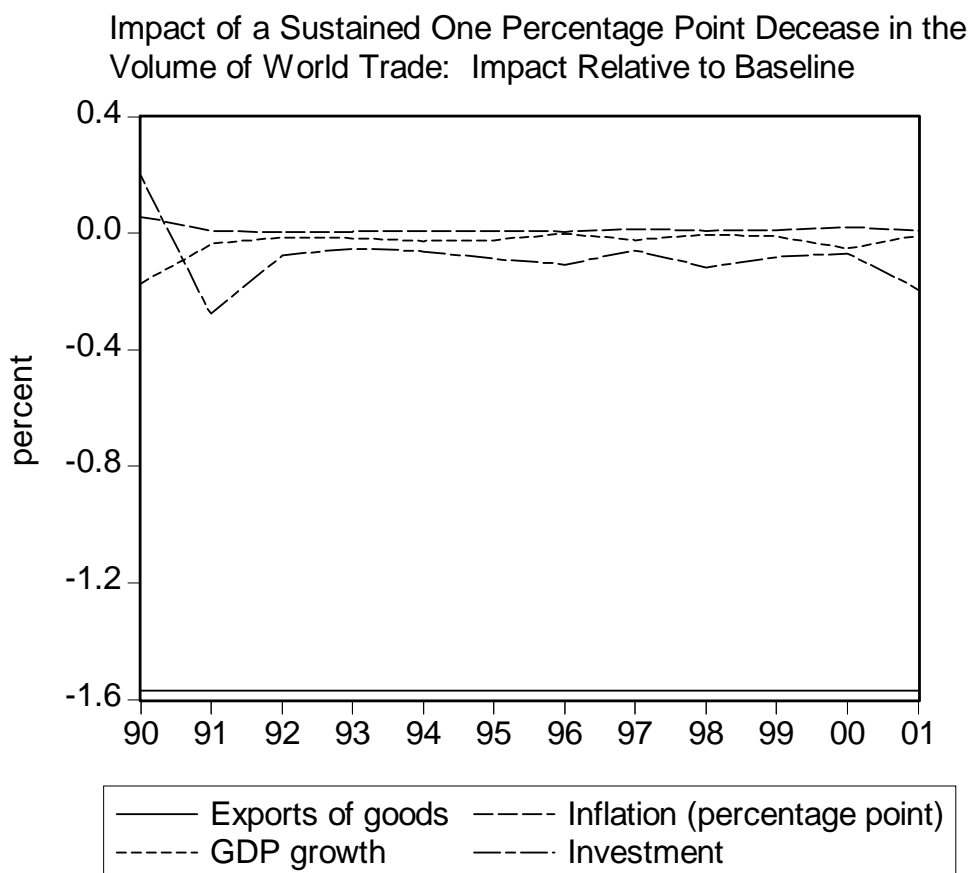 Impact of a Sustained One Percentage Point Decease in the
Volume of World Trade: Impact Relative to Baseline
0.4
0.0
-0.4
-0.8
-1.2
-1.6
percent
90 91 92 93 94 95 96 97 98 99 00 01
Exports of goods Inflation (percentage point)
GDP growth Investment